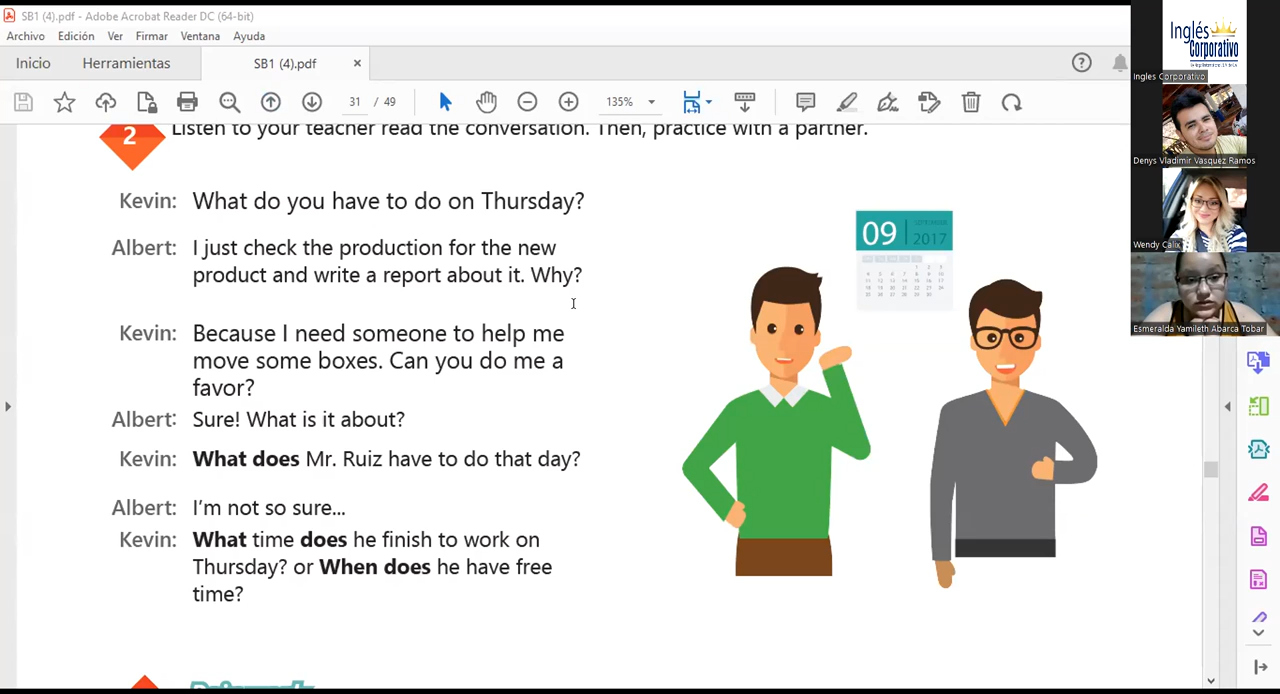 SB1 (4).pdf - Adobe Acrobat Reader DC (64-bit)
Archivo Edición Ver Firmar Ventana Ayuda
Inicio Herramientas SB1 (4).pdf ×
31 / 49 135%
2 Listen to your teacher read the conversation. Then, practice with a partner.
Kevin: What do you have to do on Thursday?
Albert: I just check the production for the new
product and write a report about it. Why?
Kevin: Because I need someone to help me
move some boxes. Can you do me a
favor?
Albert: Sure! What is it about?
Kevin: What does Mr. Ruiz have to do that day?
Albert: I'm not so sure...
Kevin: What time does he finish to work on
Thursday? or When does he have free
time?
09 SEPTEMBER
2017
Inglés
Corporativo
Ingles Corporativo
Denys Vladimir Vasquez Ramos
Wendy Calix
Esmeralda Yamileth Abarca Tobar